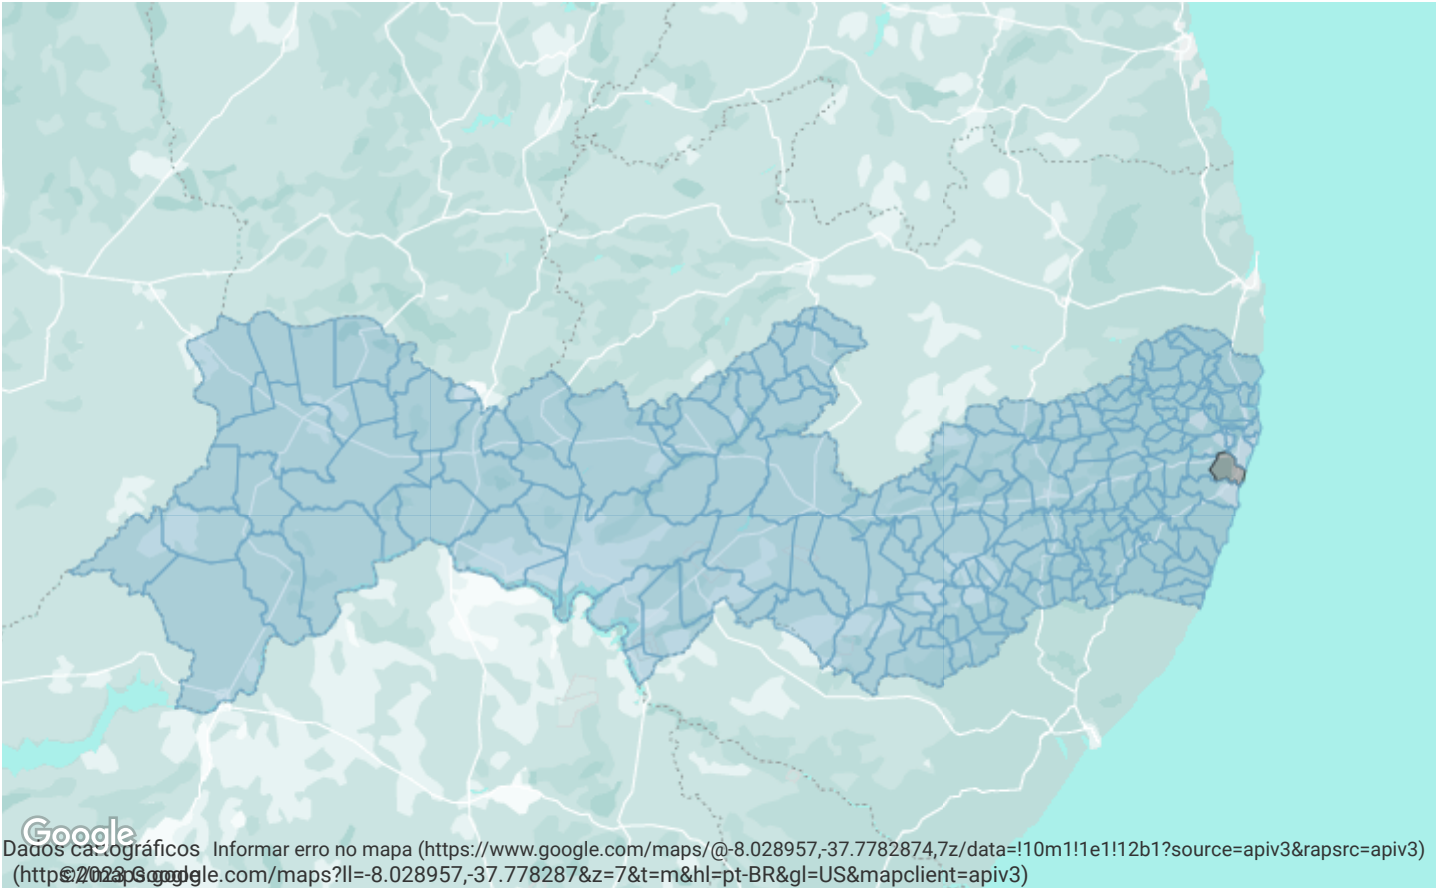 Google
Dados cartográficos Informar erro no mapa (https://www.google.com/maps/@-8.028957,-37.7782874,7z/data=!10m1!1e1!12b1?source=apiv3&rapsrc=apiv3)
©2023 Google
(https://maps.google.com/maps?ll=-8.028957,-37.778287&z=7&t=m&hl=pt-BR&gl=US&mapclient=apiv3)